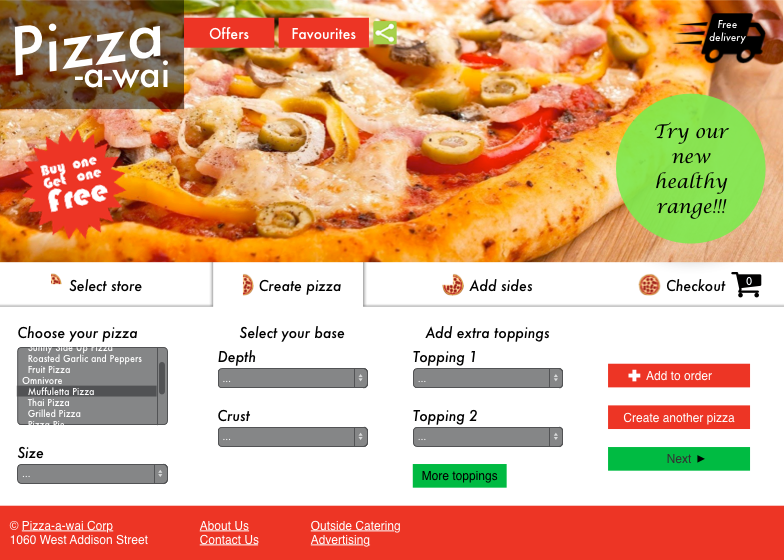 Pizza
-a-wai
Offers
Favourites
Free
delivery
Buy one
Get one
free
Try our
new
healthy
range!!!
Select store
Create pizza
Add sides
Checkout
0
Choose your pizza
Sunny Side Up Pizza
Roasted Garlic and Peppers
Fruit Pizza
Omnivore
Muffuletta Pizza
Thai Pizza
Grilled Pizza
Pizza Pie
Size
...
Select your base
Depth
...
Crust
...
Add extra toppings
Topping 1
...
Topping 2
...
More toppings
Add to order
Create another pizza
Next
© Pizza-a-wai Corp
1060 West Addison Street
About Us
Contact Us
Outside Catering
Advertising